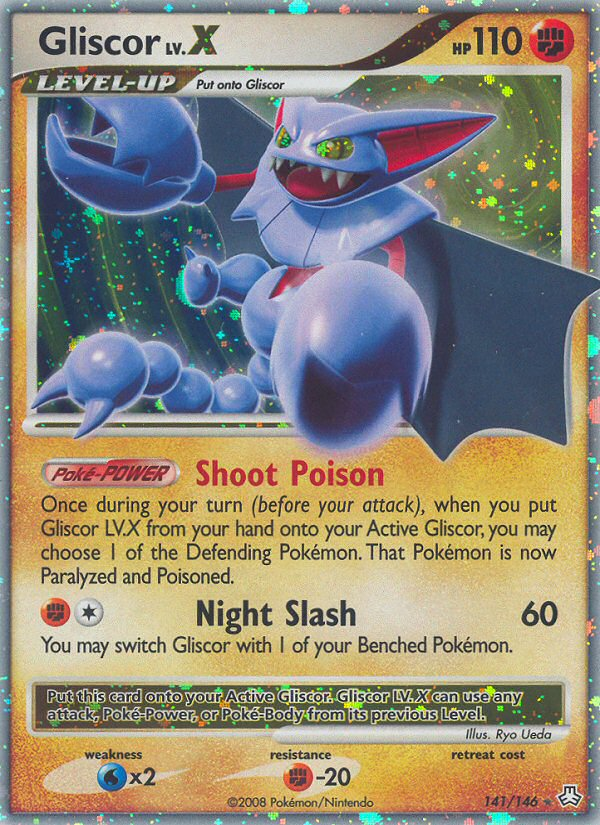 Gliscor LV.X HP110
LEVEL-UP Put onto Gliscor
Poké-POWER Shoot Poison
Once during your turn (before your attack), when you put
Gliscor LV.X from your hand onto your Active Gliscor, you may
choose 1 of the Defending Pokémon. That Pokémon is now
Paralyzed and Poisoned.
Night Slash 60
You may switch Gliscor with 1 of your Benched Pokémon.
Put this card onto your Active Gliscor. Gliscor LV.X can use any
attack, Poké-Power, or Poké-Body from its previous Level.
Illus. Ryo Ueda
weakness resistance retreat cost
x2 -20
©2008 Pokémon/Nintendo 141/146